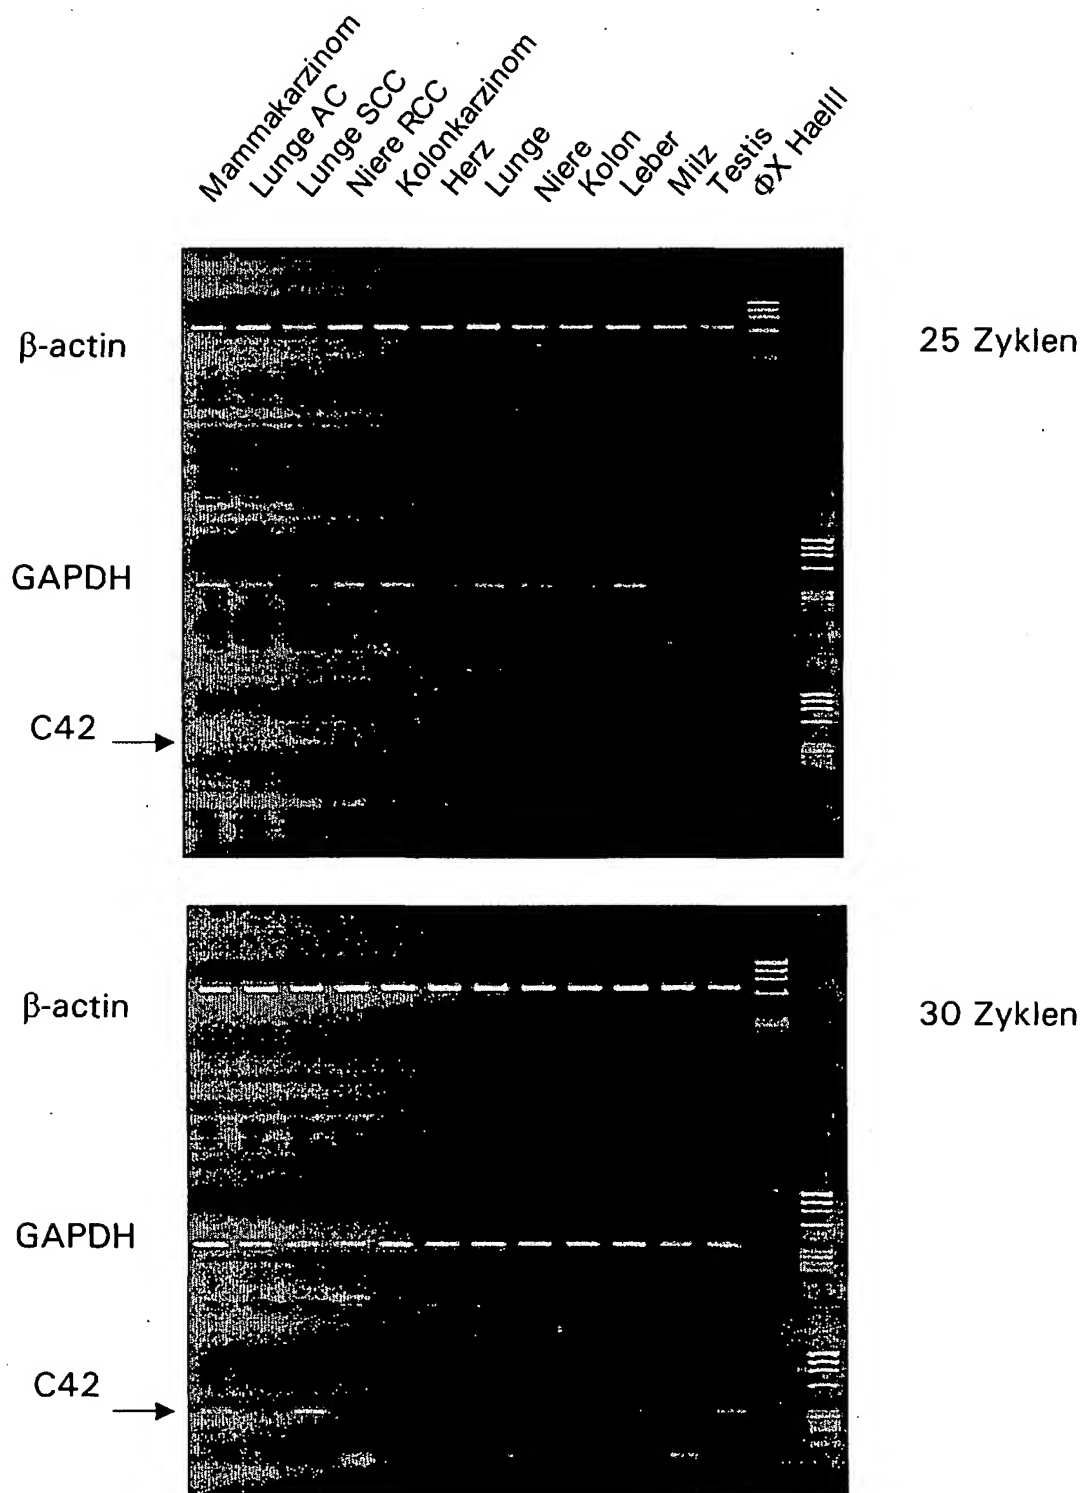 Mammakarzinom
Lunge AC
Lunge SCC
Niere RCC
Kolonkarzinom
Herz
Lunge
Niere
Kolon
Leber
Milz
Testis
ΦX HaeIII
β-actin
25 Zyklen
GAPDH
C42
β-actin
30 Zyklen
GAPDH
C42